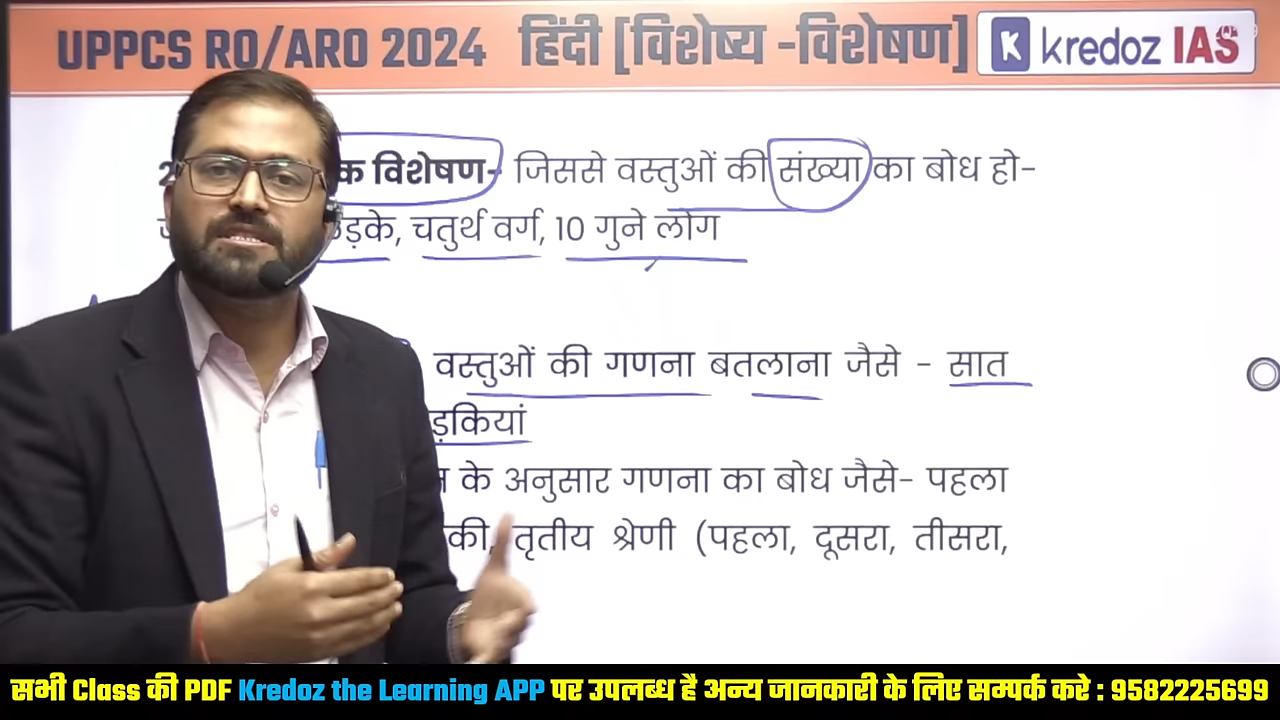 UPPCS RO/ARO 2024 हिंदी [विशेष्य -विशेषण]
K kredoz IAS
विशेषण- जिससे वस्तुओं की संख्या का बोध हो-
चतुर्थ वर्ग, 10 गुने लोग
वस्तुओं की गणना बतलाना जैसे - सात
ड़कियां
के अनुसार गणना का बोध जैसे- पहला
की, तृतीय श्रेणी (पहला, दूसरा, तीसरा,
सभी Class की PDF Kredoz the Learning APP पर उपलब्ध है अन्य जानकारी के लिए सम्पर्क करे : 9582225699